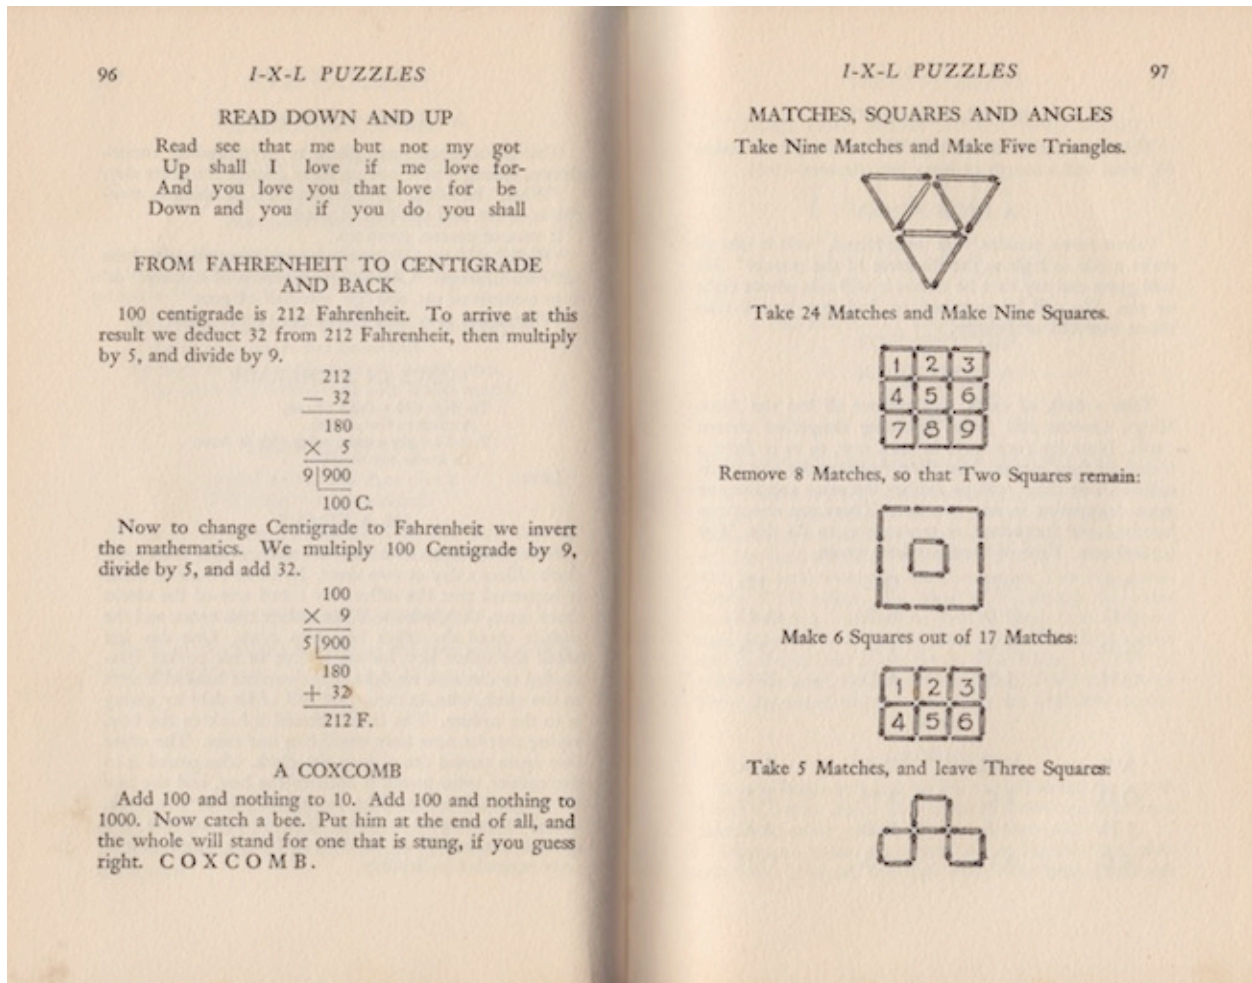 96
I-X-L PUZZLES
READ DOWN AND UP
Read see that me but not my got
Up shall I love if me love for-
And you love you that love for be
Down and you if you do you shall
FROM FAHRENHEIT TO CENTIGRADE
AND BACK
100 centigrade is 212 Fahrenheit. To arrive at this
result we deduct 32 from 212 Fahrenheit, then multiply
by 5, and divide by 9.
212
— 32
180
× 5
9|900
100 C.
Now to change Centigrade to Fahrenheit we invert
the mathematics. We multiply 100 Centigrade by 9,
divide by 5, and add 32.
100
× 9
5|900
180
+ 32
212 F.
A COXCOMB
Add 100 and nothing to 10. Add 100 and nothing to
1000. Now catch a bee. Put him at the end of all, and
the whole will stand for one that is stung, if you guess
right. C O X C O M B .
I-X-L PUZZLES
97
MATCHES, SQUARES AND ANGLES
Take Nine Matches and Make Five Triangles.
Take 24 Matches and Make Nine Squares.
1 2 3
4 5 6
7 8 9
Remove 8 Matches, so that Two Squares remain:
Make 6 Squares out of 17 Matches:
1 2 3
4 5 6
Take 5 Matches, and leave Three Squares: